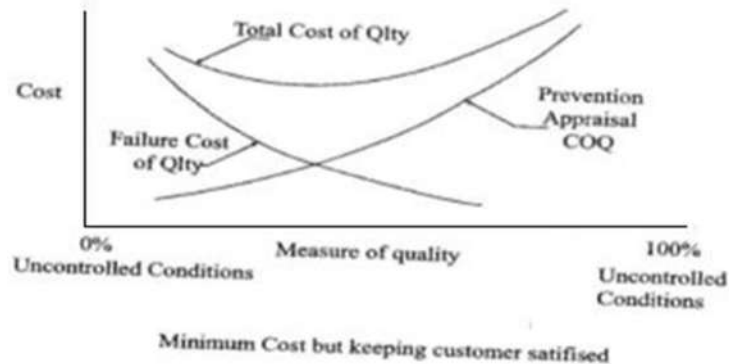 Total Cost of Qlty
Cost
Prevention
Appraisal
COQ
Failure Cost
of Qlty
0%
Measure of quality
100%
Uncontrolled Conditions
Uncontrolled
Conditions
Minimum Cost but keeping customer satifised